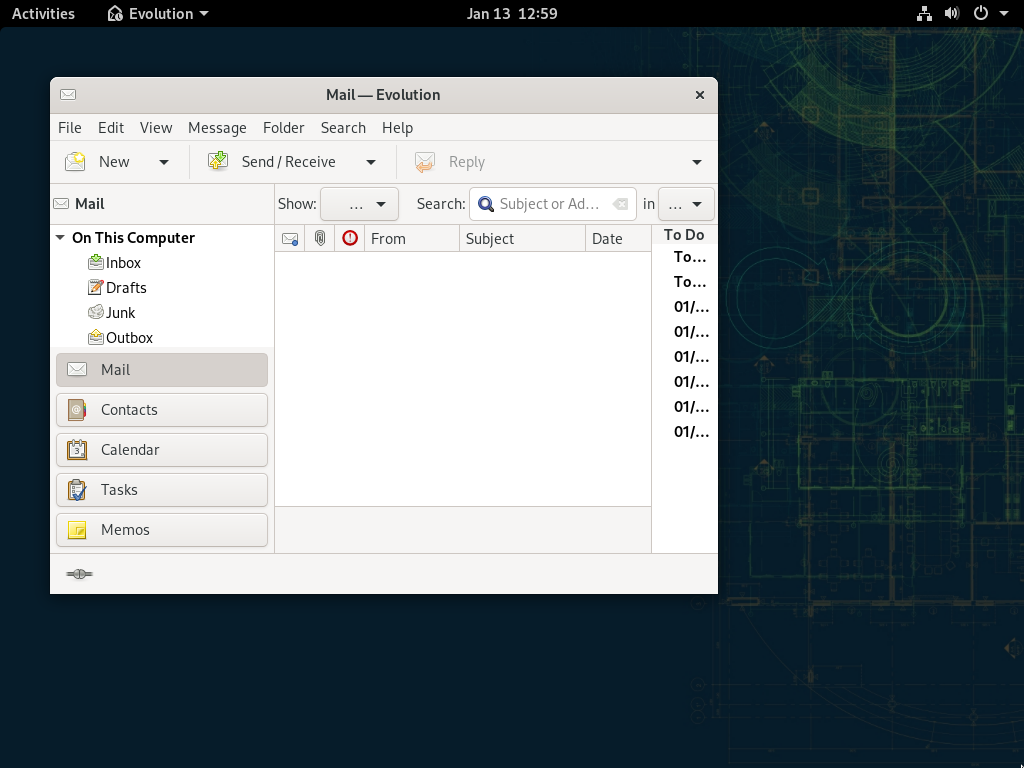 Activities Evolution Jan 13 12:59
Mail — Evolution
File Edit View Message Folder Search Help
New Send / Receive Reply
Mail Show: ... Search: Subject or Ad... in ...
On This Computer
Inbox
Drafts
Junk
Outbox
Mail
Contacts
Calendar
Tasks
Memos
From Subject Date
To Do
To...
To...
01/...
01/...
01/...
01/...
01/...
01/...